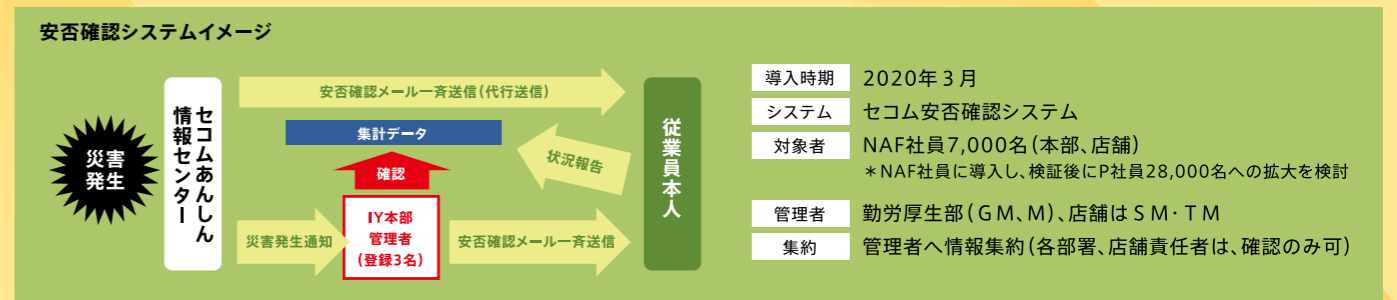 安否確認システムイメージ
災害
発生
セコムあんしん
情報センター
安否確認メール一斉送信(代行送信)
集計データ
確認
状況報告
災害発生通知
IY本部
管理者
(登録3名)
安否確認メール一斉送信
従業員本人
導入時期 2020年3月
システム セコム安否確認システム
対象者 NAF社員7,000名(本部、店舗)
＊NAF社員に導入し、検証後にP社員28,000名への拡大を検討
管理者 勤労厚生部(GM、M)、店舗はSM・TM
集約 管理者へ情報集約(各部署、店舗責任者は、確認のみ可)